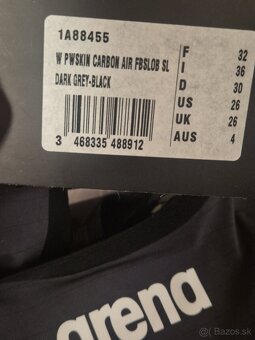 1A88455
W PWSKIN CARBON AIR FBSLOB SL
DARK GREY-BLACK
3 468335 488912
F 32
I 36
D 30
US 26
UK 26
AUS 4
arena
bazos.sk